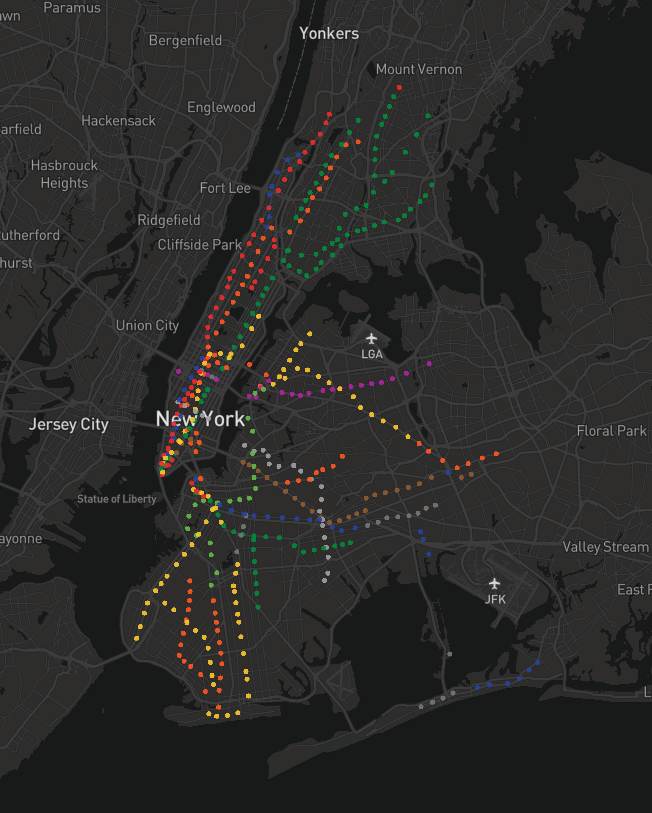 Paramus
awn
Yonkers
Bergenfield
Mount Vernon
Englewood
Hackensack
arfield
Hasbrouck
Heights
Fort Lee
Ridgefield
utherford
Cliffside Park
hurst
Union City
LGA
New York
Jersey City
Floral Park
Statue of Liberty
ayonne
Valley Stream
JFK
East F
L